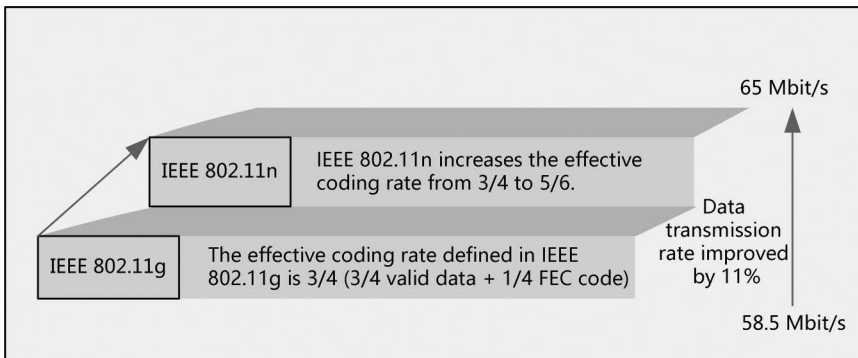 65 Mbit/s
IEEE 802.11n
IEEE 802.11n increases the effective
coding rate from 3/4 to 5/6.
Data
transmission
rate improved
by 11%
IEEE 802.11g
The effective coding rate defined in IEEE
802.11g is 3/4 (3/4 valid data + 1/4 FEC code)
58.5 Mbit/s